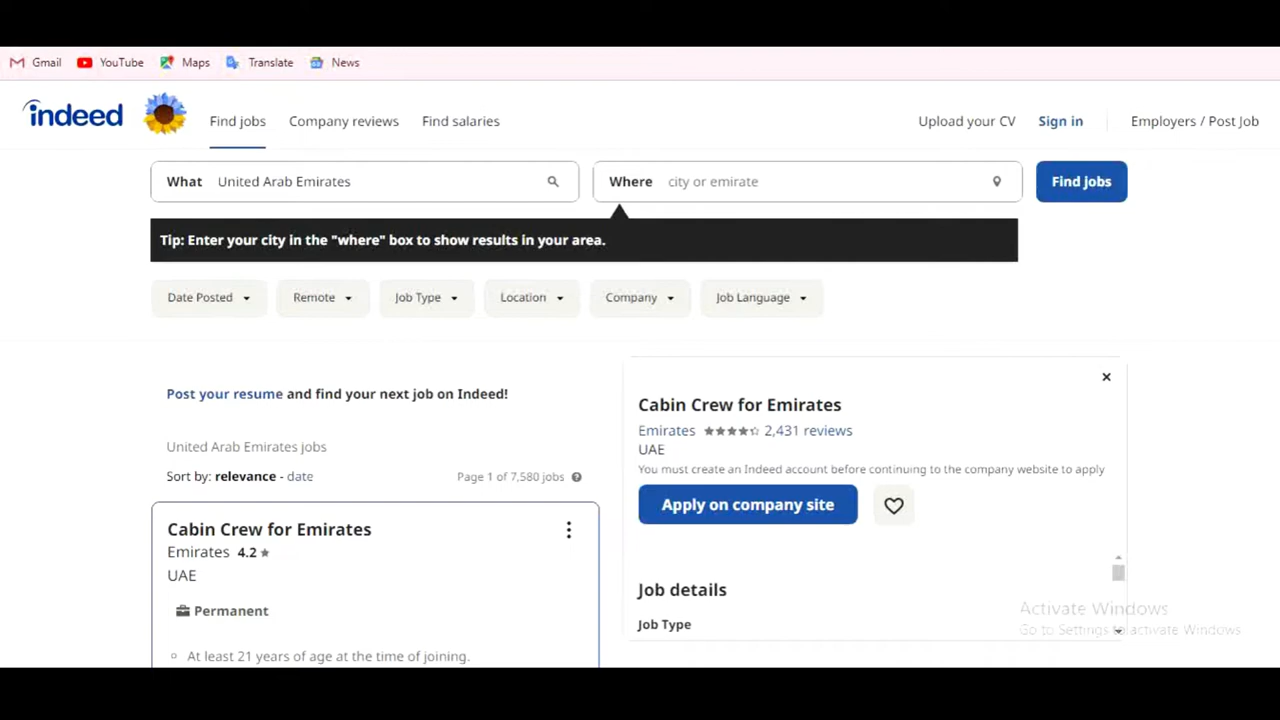 Gmail YouTube Maps Translate News
indeed Find jobs Company reviews Find salaries Upload your CV Sign in Employers / Post Job
What United Arab Emirates Where city or emirate Find jobs
Tip: Enter your city in the "where" box to show results in your area.
Date Posted Remote Job Type Location Company Job Language
Post your resume and find your next job on Indeed!
United Arab Emirates jobs
Sort by: relevance - date Page 1 of 7,580 jobs ?
Cabin Crew for Emirates
Emirates 4.2
UAE
Permanent
At least 21 years of age at the time of joining.
Cabin Crew for Emirates
Emirates 2,431 reviews
UAE
You must create an Indeed account before continuing to the company website to apply
Apply on company site
Job details
Job Type
Activate Windows
Go to Settings to activate Windows.